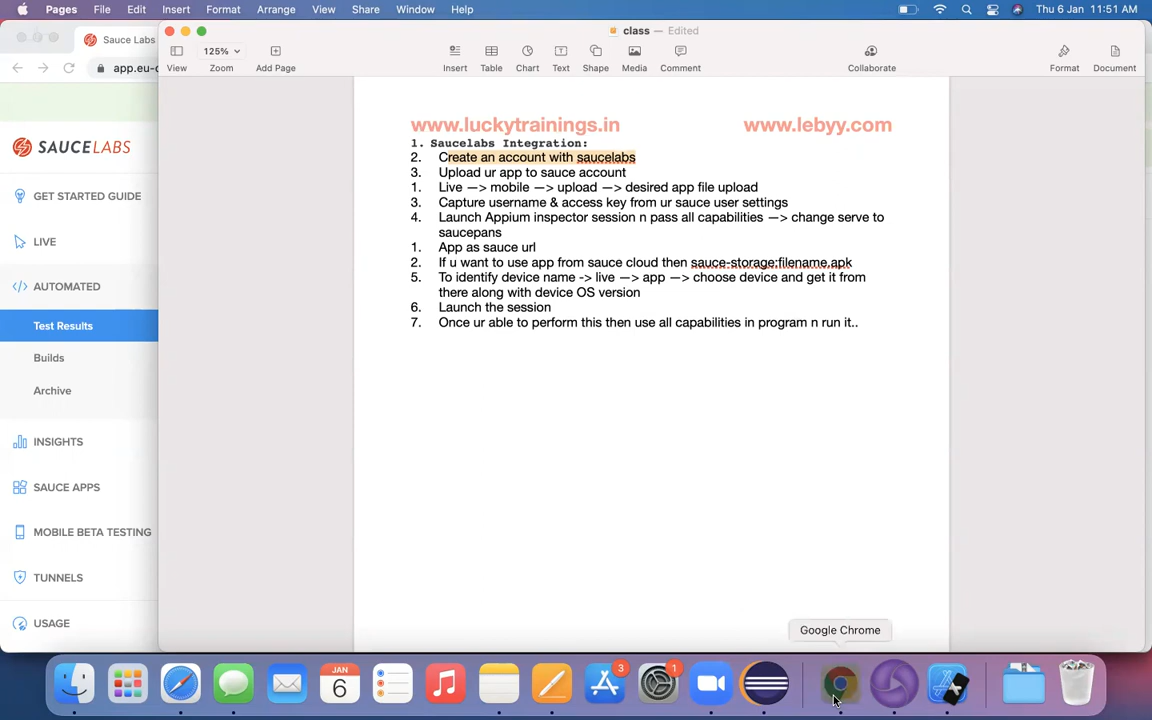 Pages File Edit Insert Format Arrange View Share Window Help Thu 6 Jan 11:51 AM
class — Edited
Sauce Labs
125%
View Zoom Add Page Insert Table Chart Text Shape Media Comment Collaborate Format Document
app.eu-c
SAUCELABS
GET STARTED GUIDE
LIVE
AUTOMATED
Test Results
Builds
Archive
INSIGHTS
SAUCE APPS
MOBILE BETA TESTING
TUNNELS
USAGE
www.luckytrainings.in www.lebyy.com
1. Saucelabs Integration:
2. Create an account with saucelabs
3. Upload ur app to sauce account
1. Live —> mobile —> upload —> desired app file upload
3. Capture username & access key from ur sauce user settings
4. Launch Appium inspector session n pass all capabilities —> change serve to
saucepans
1. App as sauce url
2. If u want to use app from sauce cloud then sauce-storage:filename.apk
5. To identify device name -> live —> app —> choose device and get it from
there along with device OS version
6. Launch the session
7. Once ur able to perform this then use all capabilities in program n run it..
Google Chrome
JAN
6
3
1